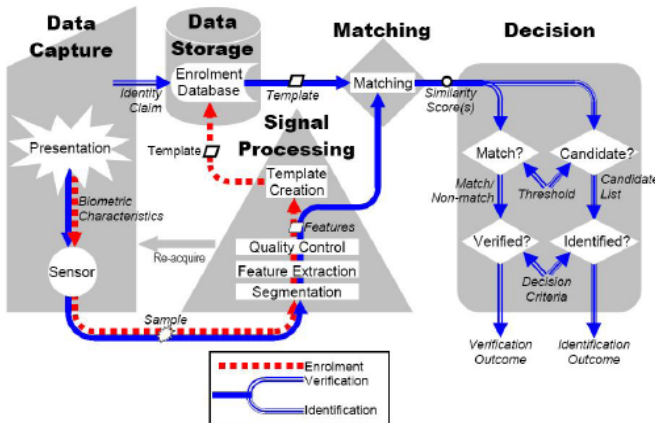 Data
Capture
Data
Storage
Matching
Decision
Enrolment
Database
Identity
Claim
Template
Matching
Similarity
Score(s)
Presentation
Template
Signal
Processing
Template
Creation
Match?
Candidate?
Biometric
Characteristics
Features
Match/
Non-match
Threshold
Candidate
List
Quality Control
Re-acquire
Sensor
Feature Extraction
Segmentation
Verified?
Identified?
Decision
Criteria
Sample
Verification
Outcome
Identification
Outcome
Enrolment
Verification
Identification